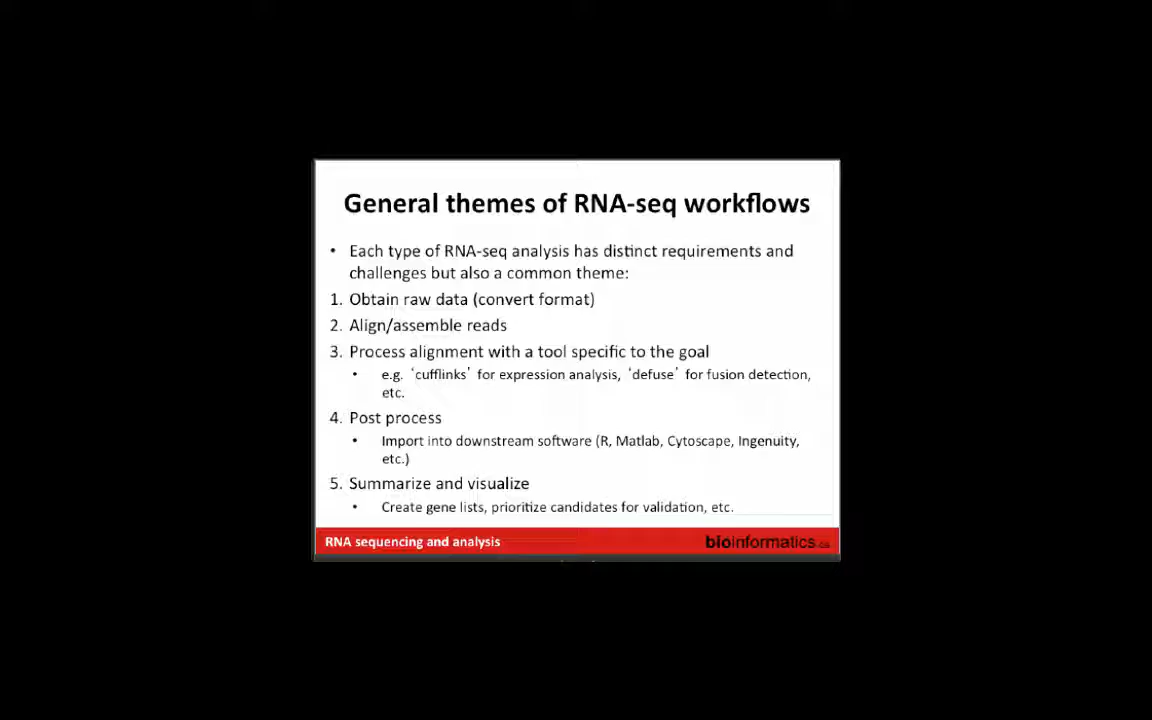 General themes of RNA-seq workflows
• Each type of RNA-seq analysis has distinct requirements and
challenges but also a common theme:
1. Obtain raw data (convert format)
2. Align/assemble reads
3. Process alignment with a tool specific to the goal
• e.g. ‘cufflinks’ for expression analysis, ‘defuse’ for fusion detection,
etc.
4. Post process
• Import into downstream software (R, Matlab, Cytoscape, Ingenuity,
etc.)
5. Summarize and visualize
• Create gene lists, prioritize candidates for validation, etc.
RNA sequencing and analysis
bioinformatics.ca